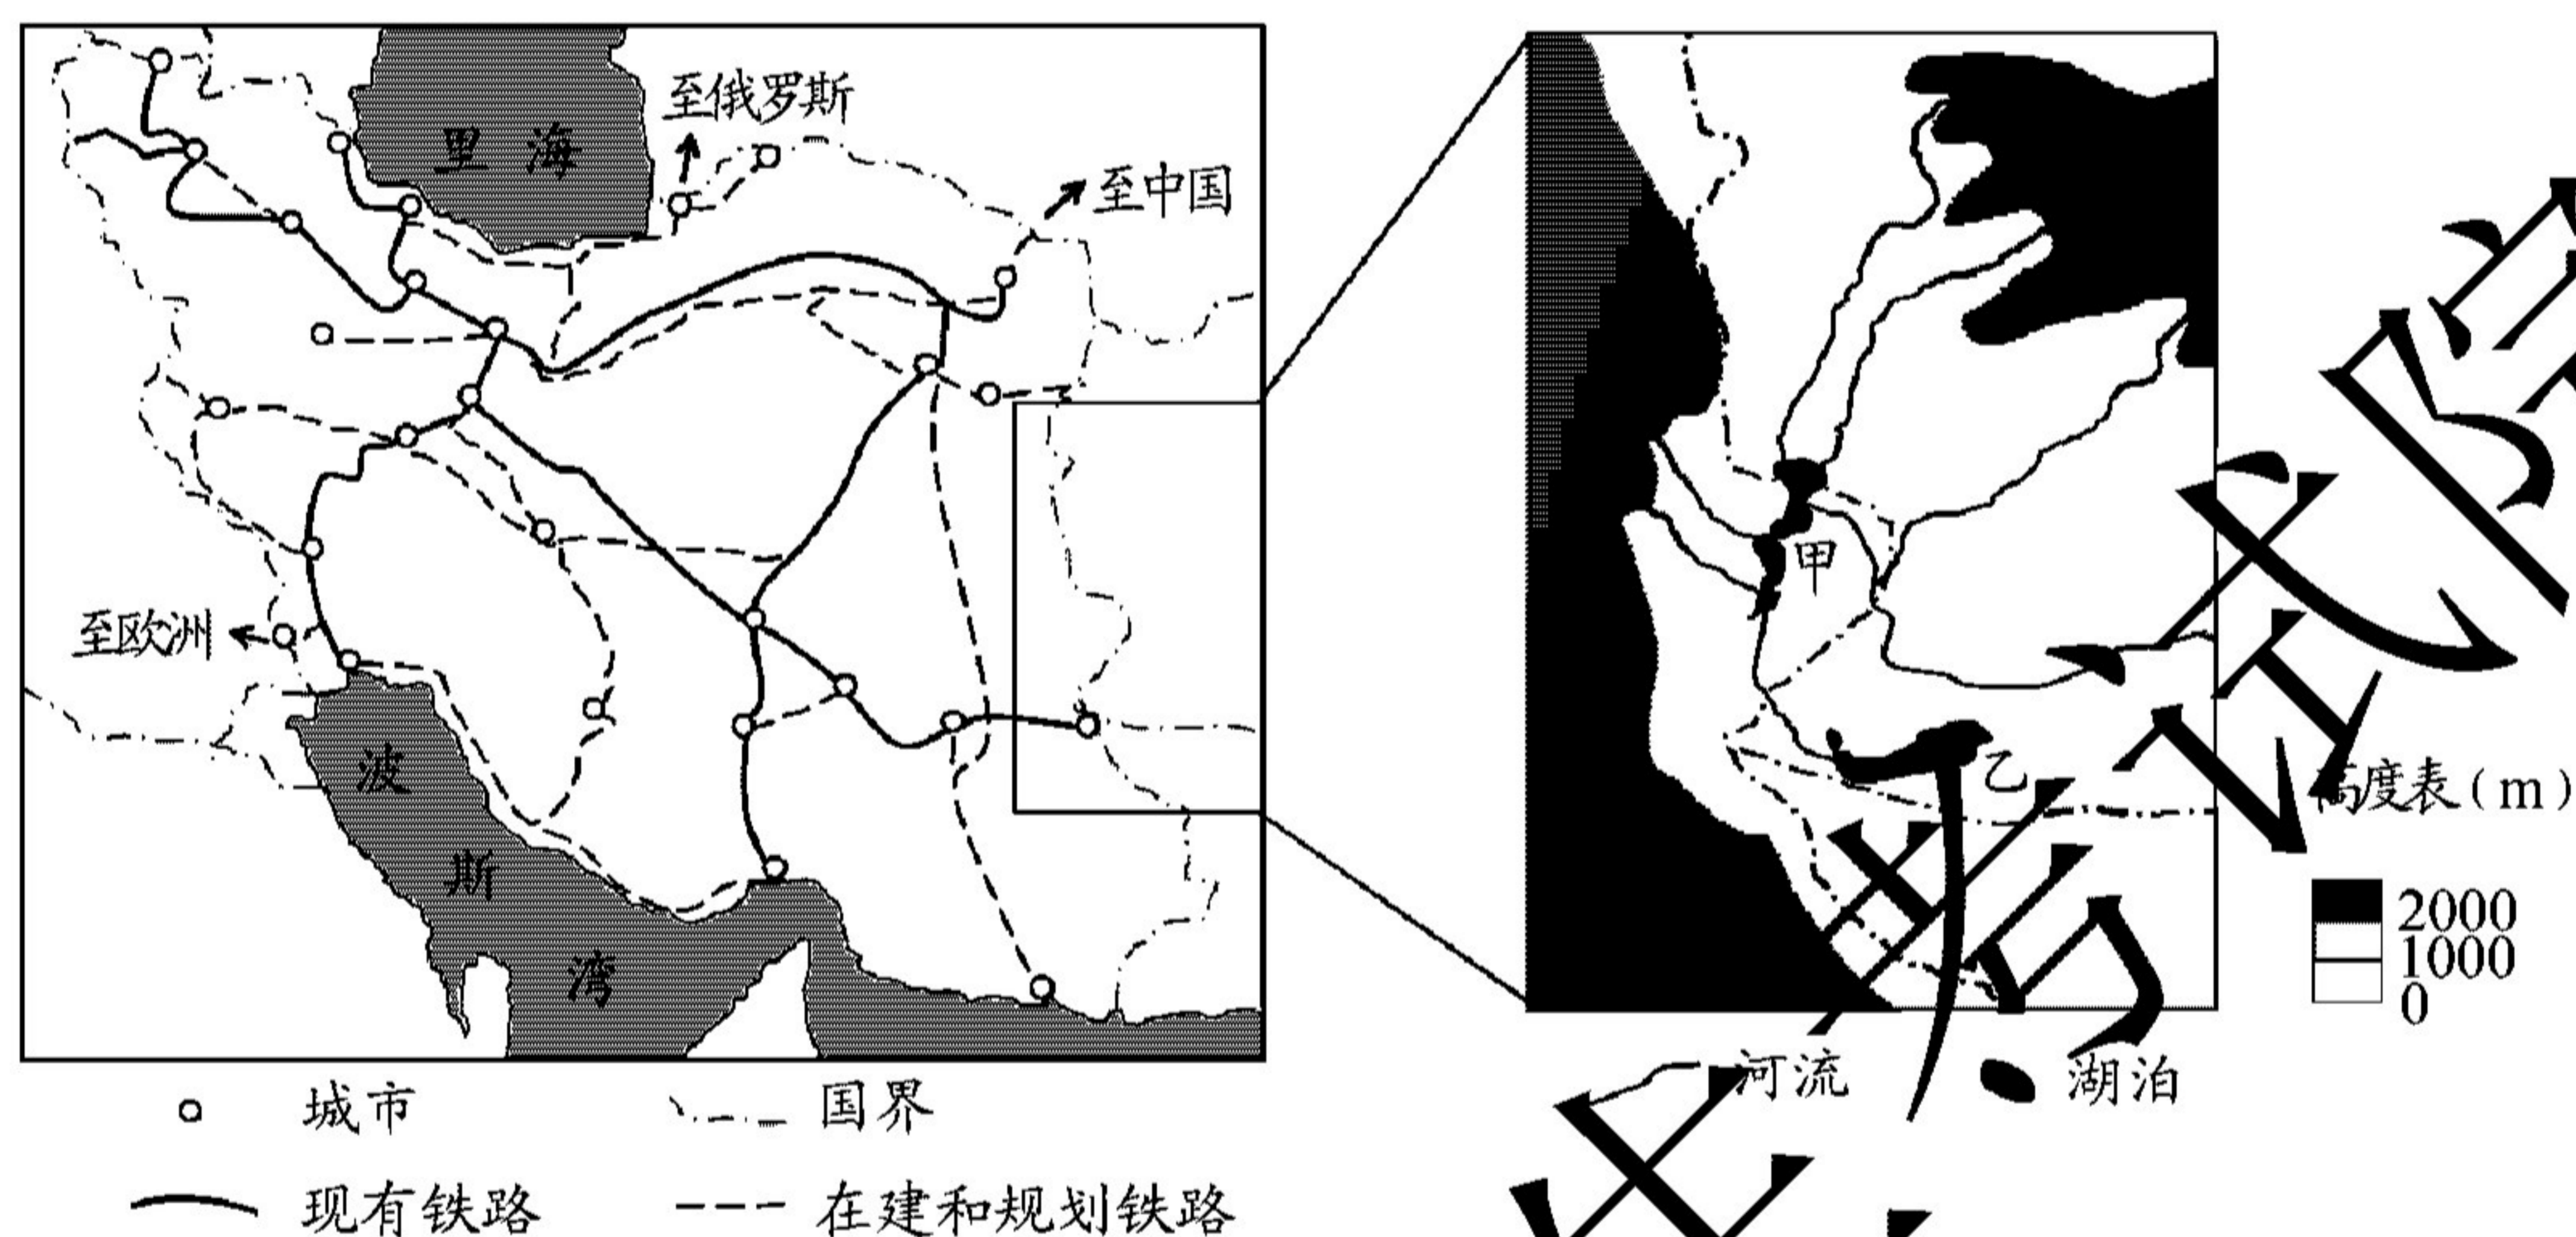 至俄罗斯
里海
至中国
甲
至欧洲
乙
波斯湾
高度表(m)
2000
1000
0
河流
湖泊
城市
国界
现有铁路
在建和规划铁路